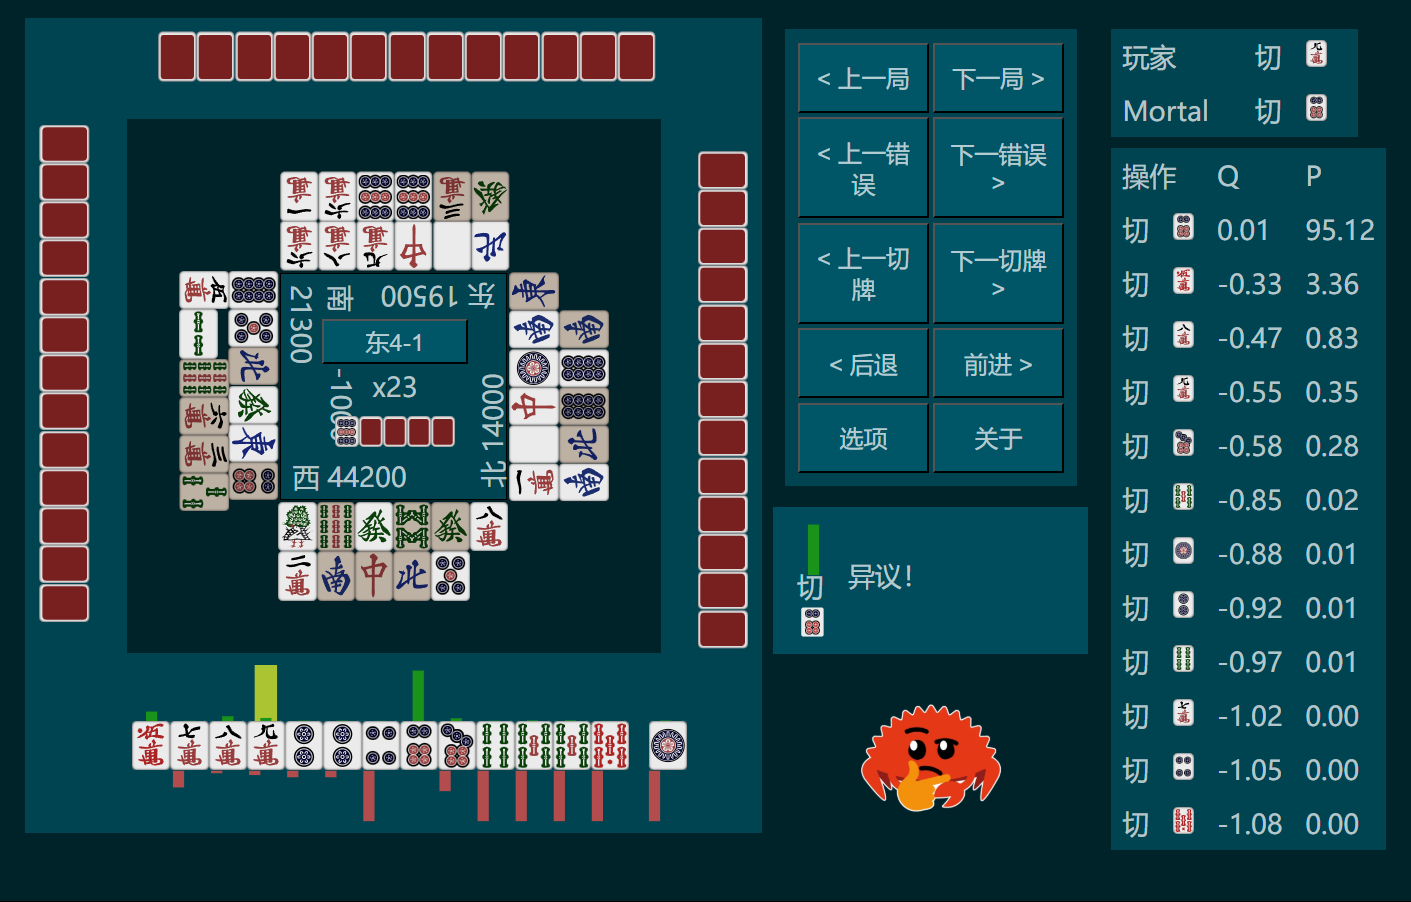 东 19500
南 21300
-1000
东4-1
x23
北 14000
西 44200
< 上一局
下一局 >
< 上一错
误
下一错误
>
< 上一切
牌
下一切牌
>
< 后退
前进 >
选项
关于
切
异议！
玩家 切
Mortal 切
操作 Q P
切 0.01 95.12
切 -0.33 3.36
切 -0.47 0.83
切 -0.55 0.35
切 -0.58 0.28
切 -0.85 0.02
切 -0.88 0.01
切 -0.92 0.01
切 -0.97 0.01
切 -1.02 0.00
切 -1.05 0.00
切 -1.08 0.00